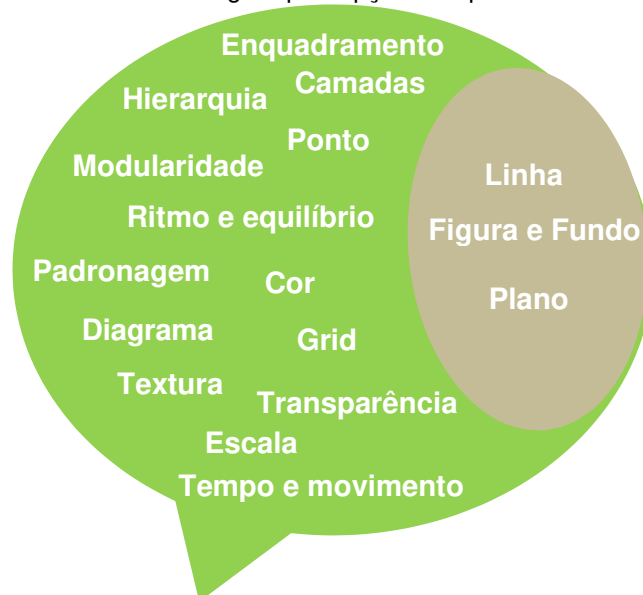 Enquadramento
Camadas
Hierarquia
Ponto
Modularidade
Linha
Ritmo e equilíbrio
Figura e Fundo
Padronagem
Cor
Plano
Diagrama
Grid
Textura
Transparência
Escala
Tempo e movimento